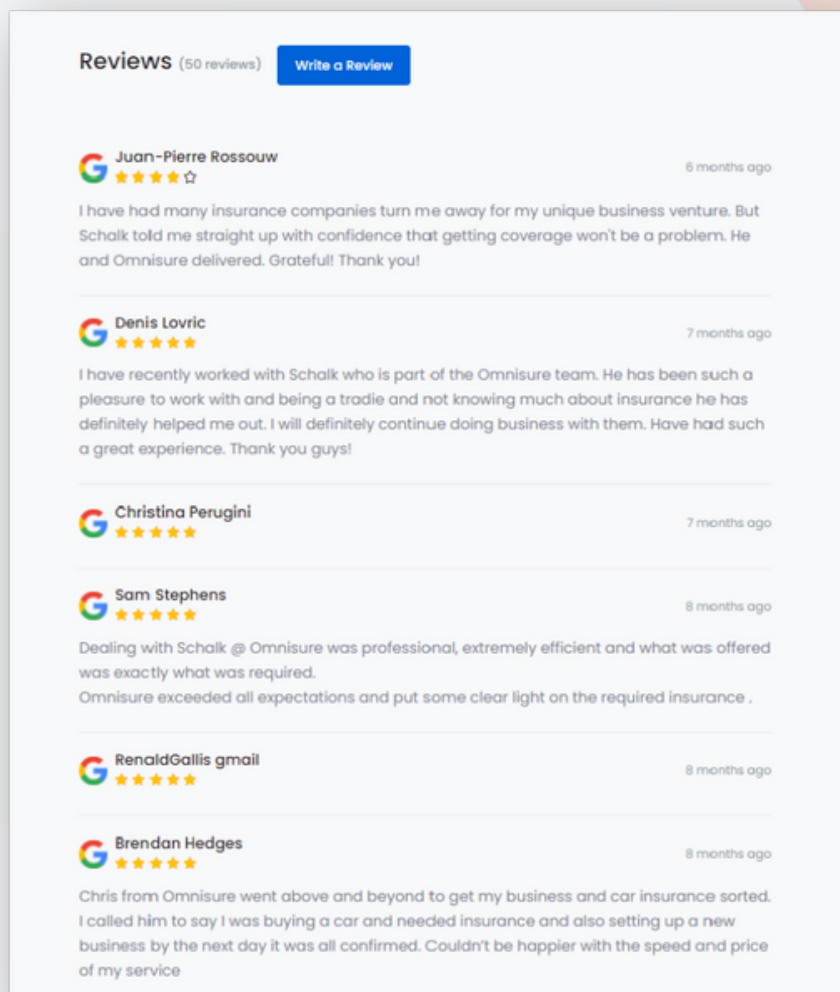 Reviews (50 reviews) Write a Review
Juan-Pierre Rossouw
6 months ago
I have had many insurance companies turn me away for my unique business venture. But
Schalk told me straight up with confidence that getting coverage won't be a problem. He
and Omnisure delivered. Grateful! Thank you!
Denis Lovric
7 months ago
I have recently worked with Schalk who is part of the Omnisure team. He has been such a
pleasure to work with and being a tradie and not knowing much about insurance he has
definitely helped me out. I will definitely continue doing business with them. Have had such
a great experience. Thank you guys!
Christina Perugini
7 months ago
Sam Stephens
8 months ago
Dealing with Schalk @ Omnisure was professional, extremely efficient and what was offered
was exactly what was required.
Omnisure exceeded all expectations and put some clear light on the required insurance .
RenaldGallis gmail
8 months ago
Brendan Hedges
8 months ago
Chris from Omnisure went above and beyond to get my business and car insurance sorted.
I called him to say I was buying a car and needed insurance and also setting up a new
business by the next day it was all confirmed. Couldn't be happier with the speed and price
of my service